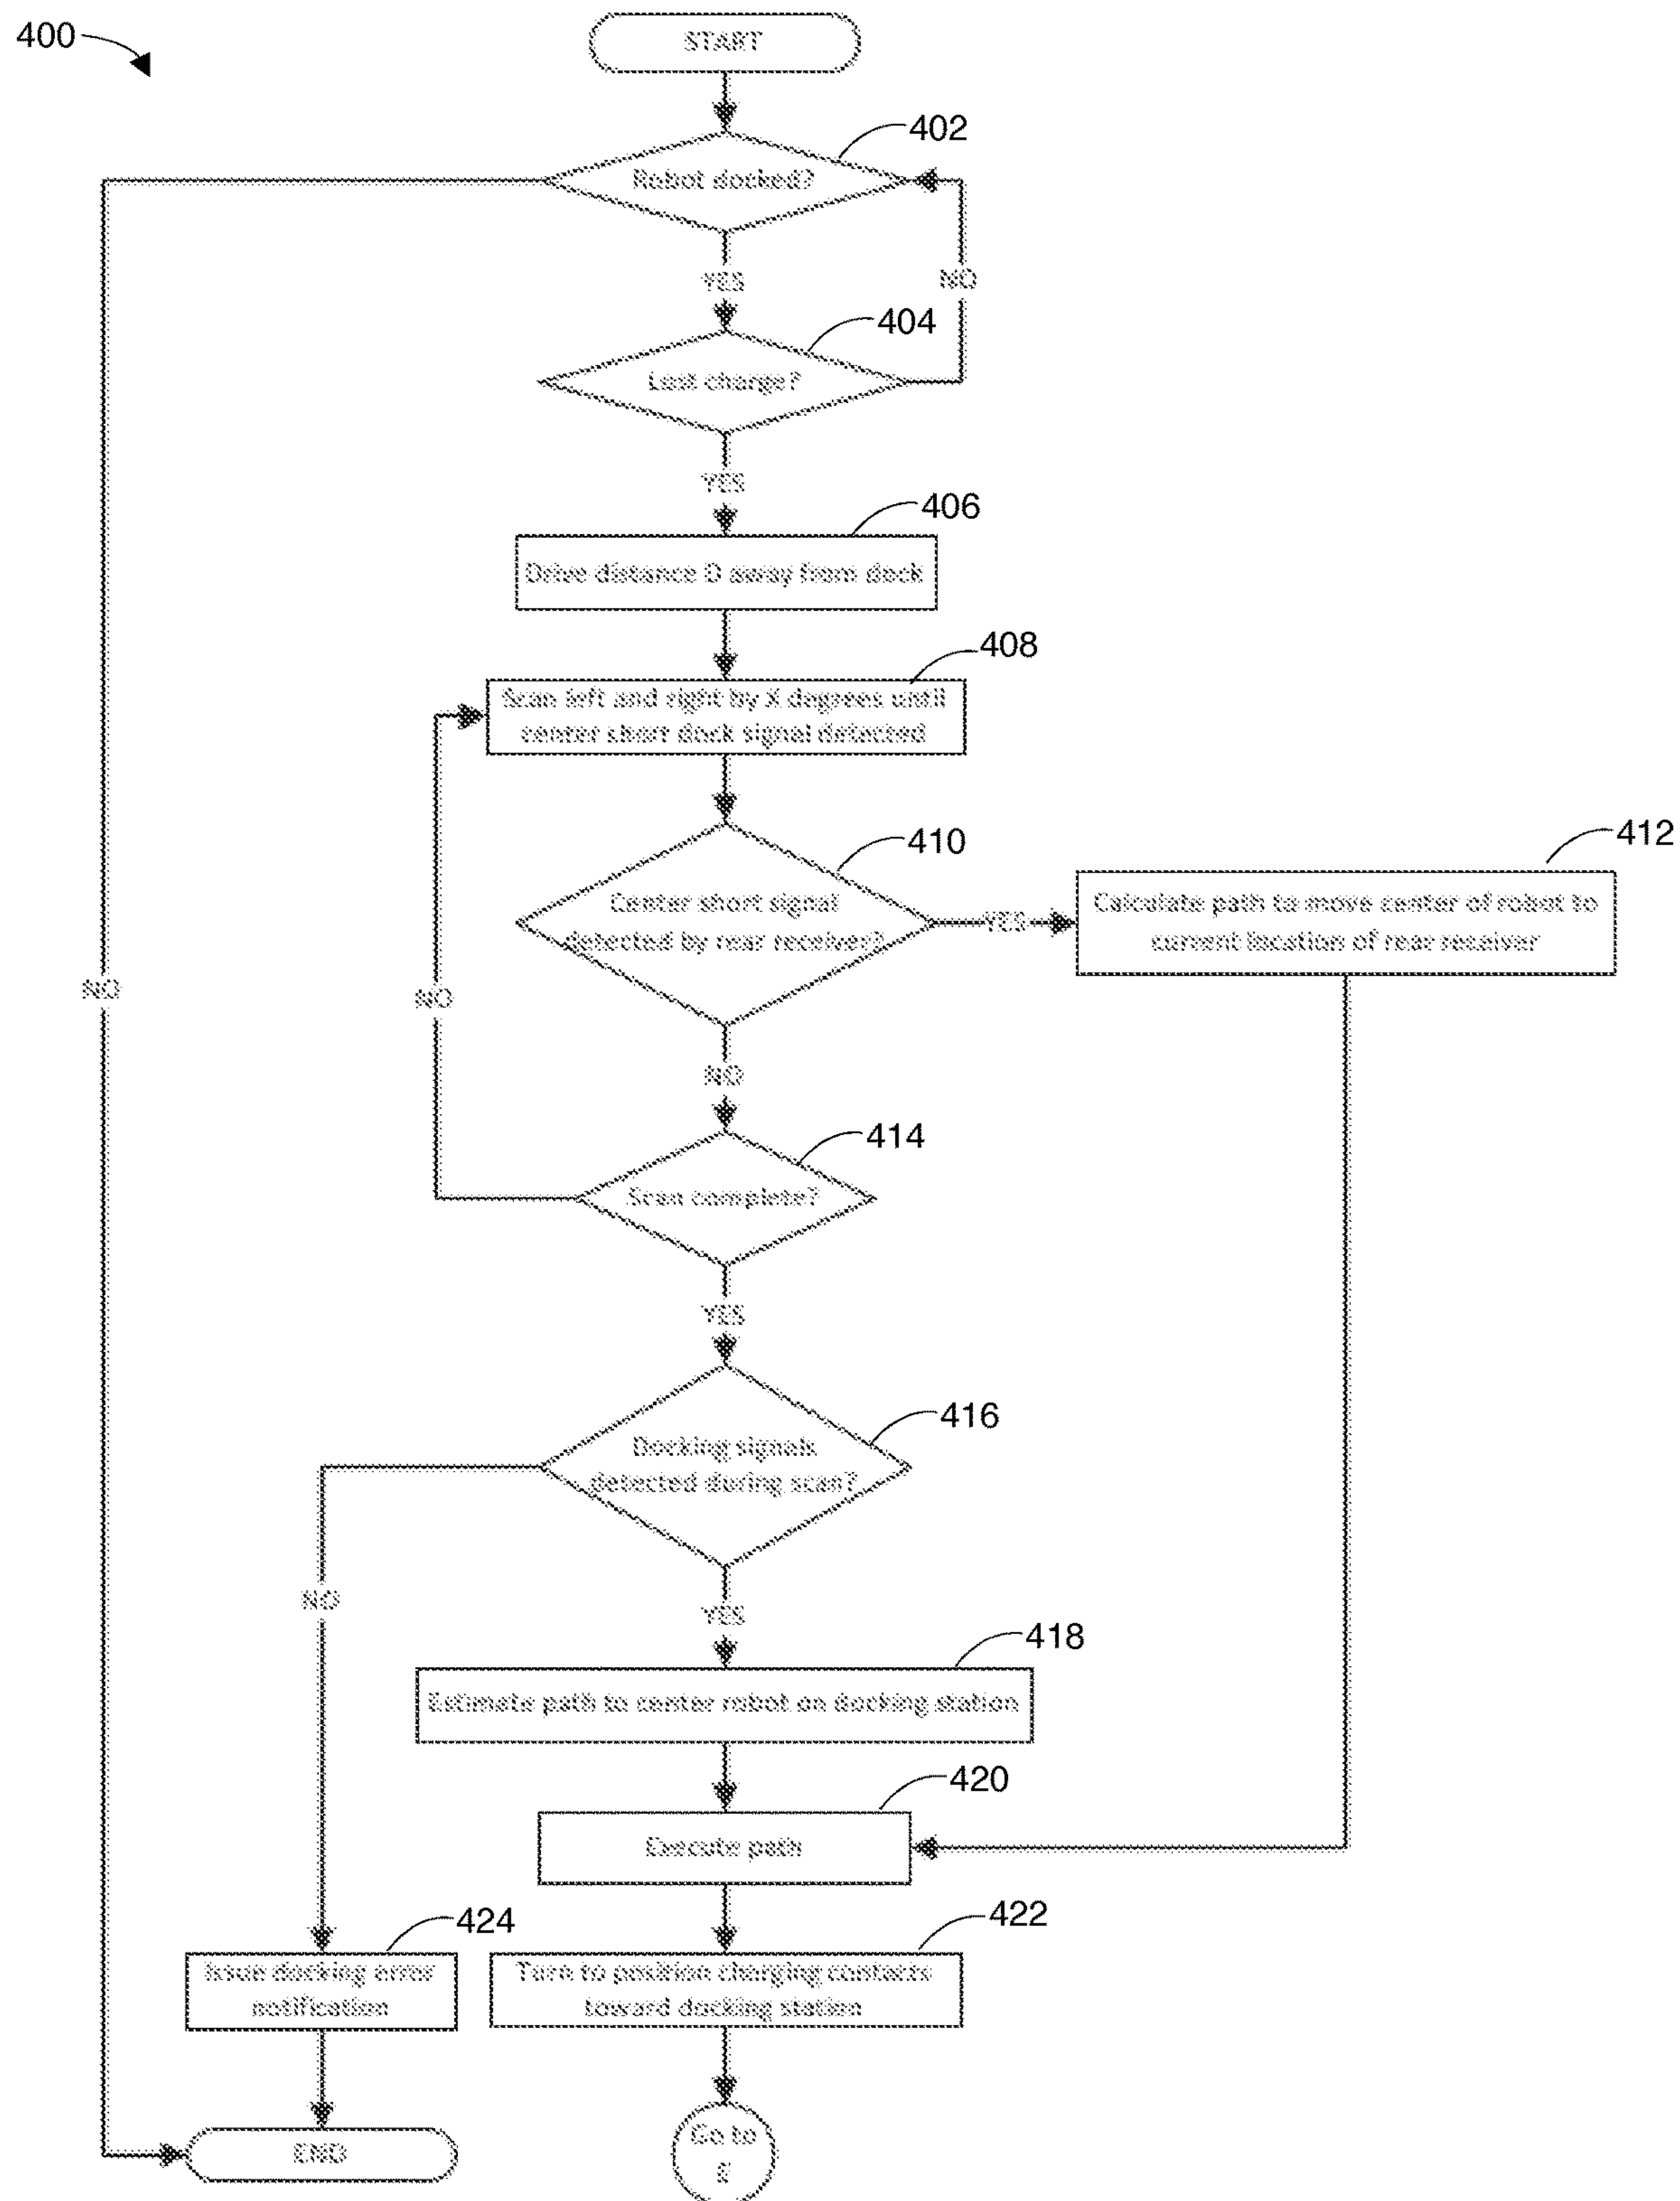 400
START
402
Robot docked?
YES
NO
404
Lost charge?
YES
406
Drive distance D away from dock
408
Scan left and right by X degrees until
center short dock signal detected
410
Center short signal
detected by rear receiver?
YES
412
Calculate path to move center of robot to
current location of rear receiver
NO
NO
NO
414
Scan complete?
YES
416
Docking signals
detected during scan?
NO
YES
418
Estimate path to center robot on docking station
420
Execute path
424
Issue docking error
notification
422
Turn to position charging contacts
toward docking station
END
Go to
E